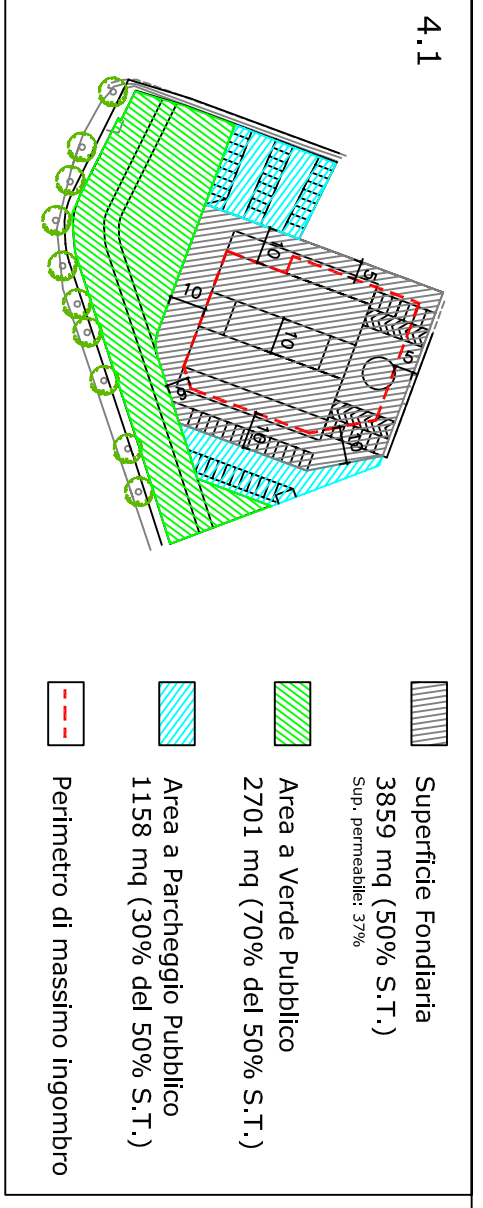 4.1
10
5
10
10
5
10
10
Superficie Fondiaria
3859 mq (50% S.T.)
Sup. permeabile: 37%
Area a Verde Pubblico
2701 mq (70% del 50% S.T.)
Area a Parcheggio Pubblico
1158 mq (30% del 50% S.T.)
Perimetro di massimo ingombro